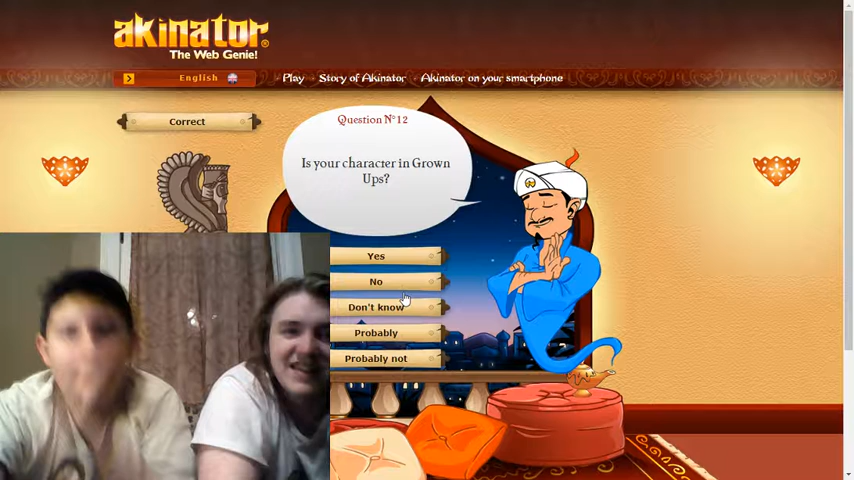 akinator®
The Web Genie!
English
Play Story of Akinator Akinator on your smartphone
Correct
Question N°12
Is your character in Grown
Ups?
Yes
No
Don't know
Probably
Probably not